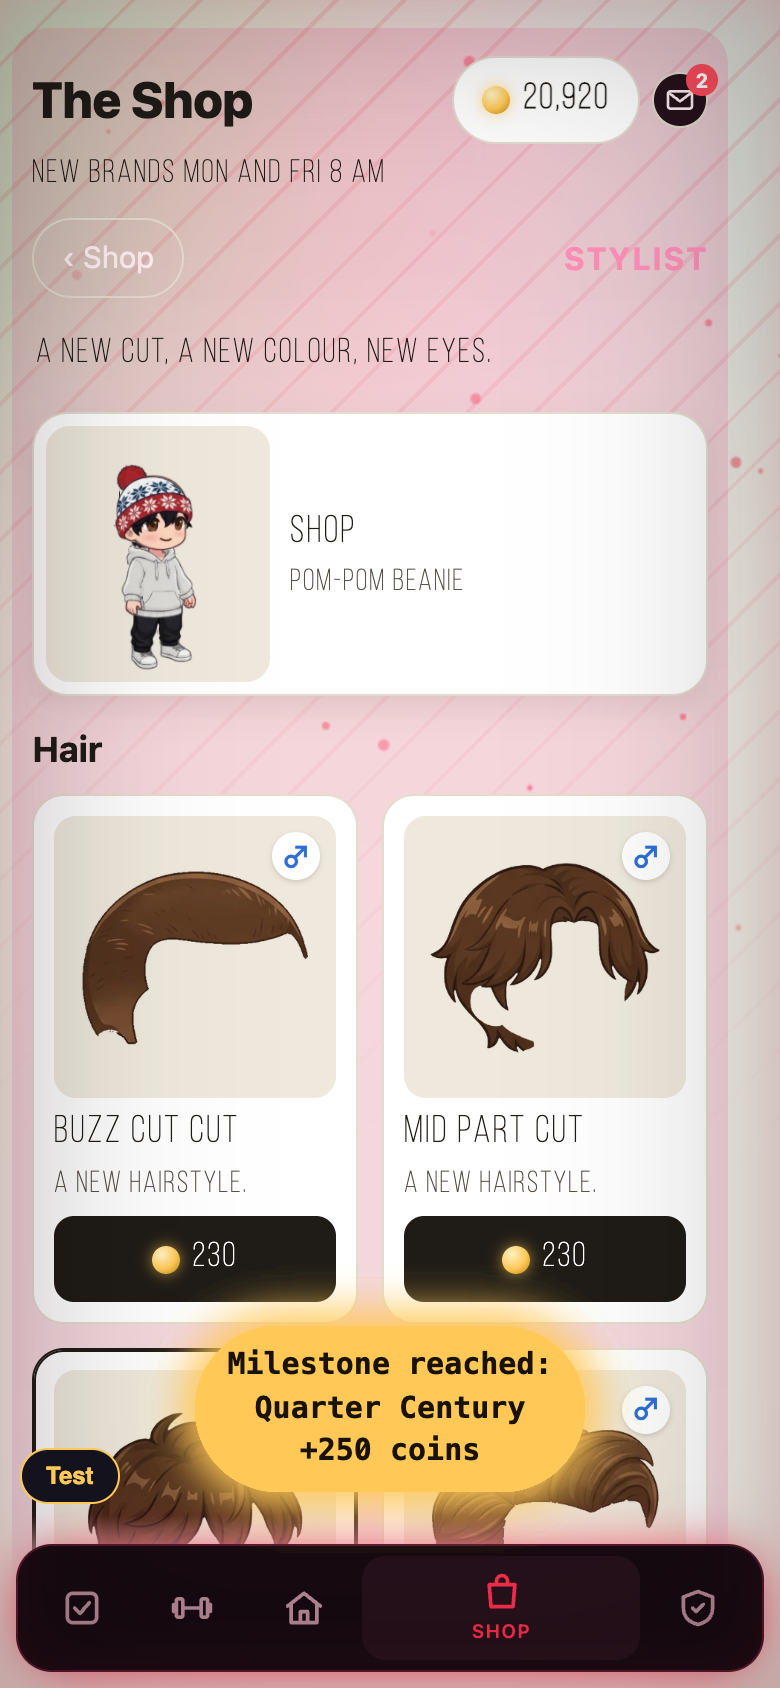 The Shop
20,920
2
NEW BRANDS MON AND FRI 8 AM
‹ Shop
STYLIST
A NEW CUT, A NEW COLOUR, NEW EYES.
SHOP
POM-POM BEANIE
Hair
BUZZ CUT CUT
A NEW HAIRSTYLE.
230
MID PART CUT
A NEW HAIRSTYLE.
230
Milestone reached:
Quarter Century
+250 coins
Test
SHOP